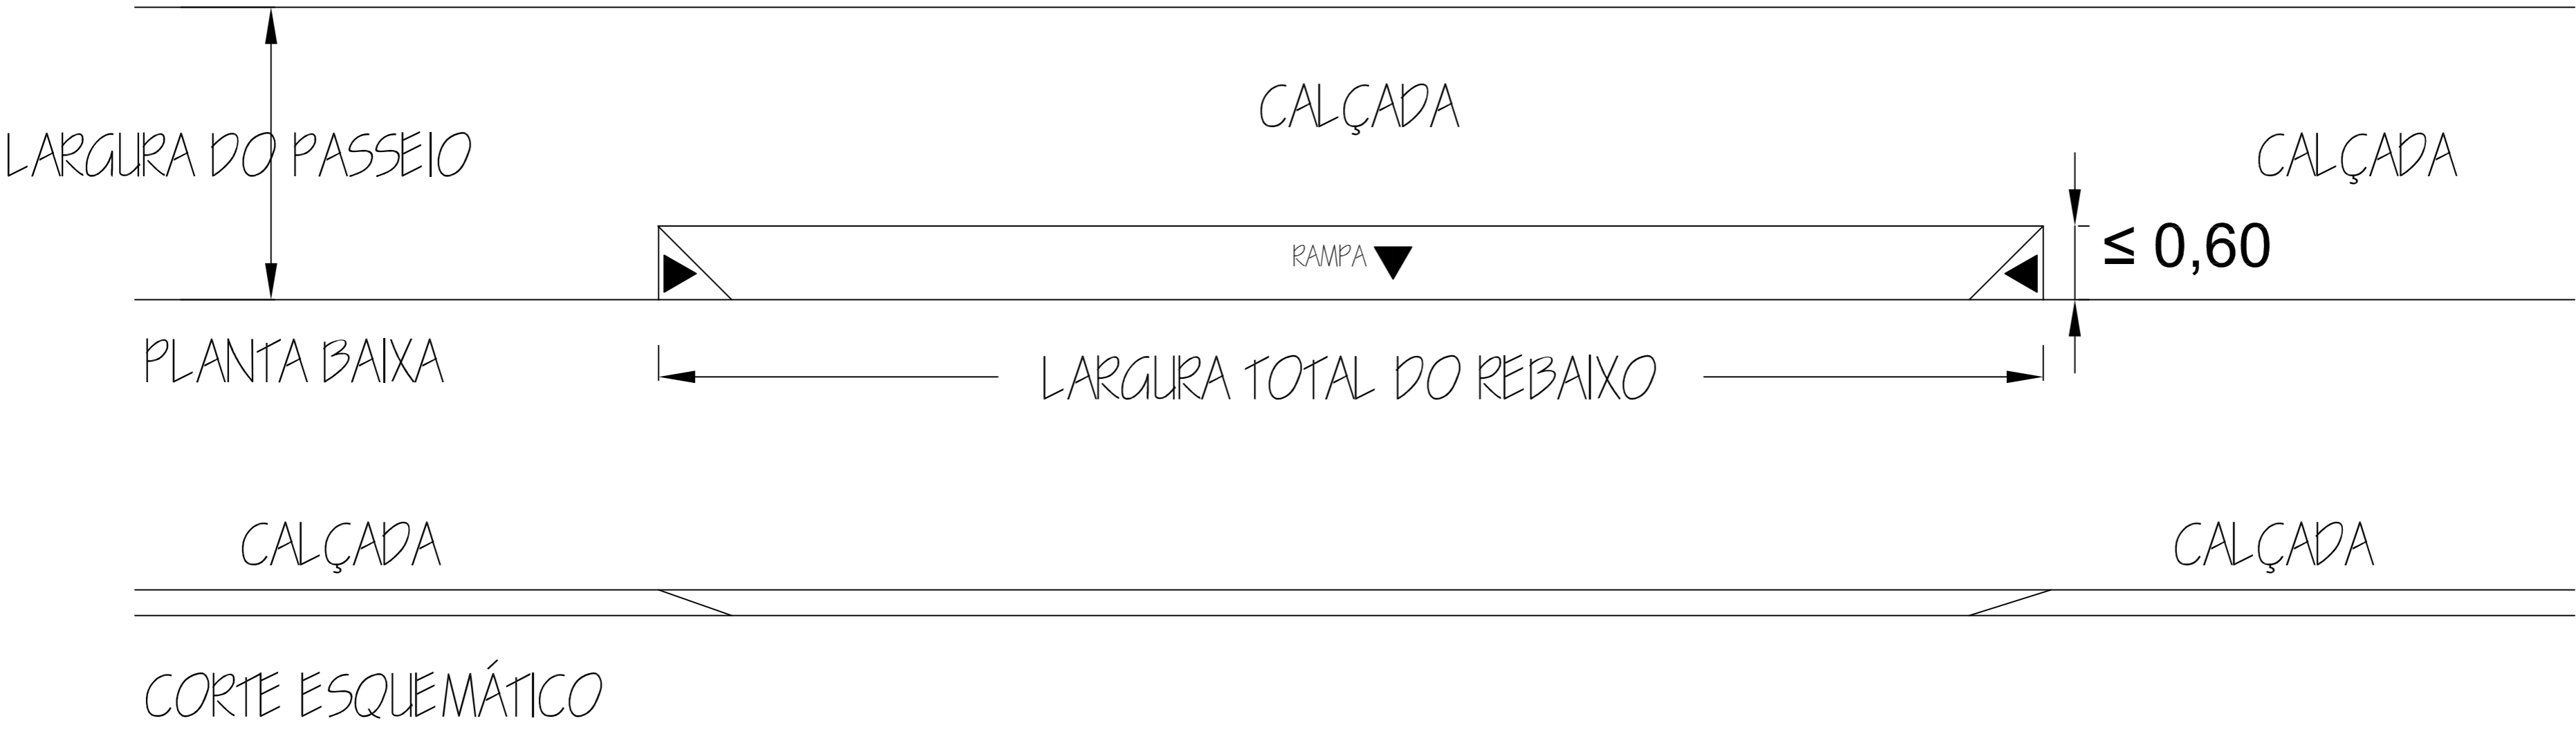 CALÇADA
LARGURA DO PASSEIO
CALÇADA
RAMPA
≤ 0,60
PLANTA BAIXA
LARGURA TOTAL DO REBAIXO
CALÇADA
CALÇADA
CORTE ESQUEMÁTICO